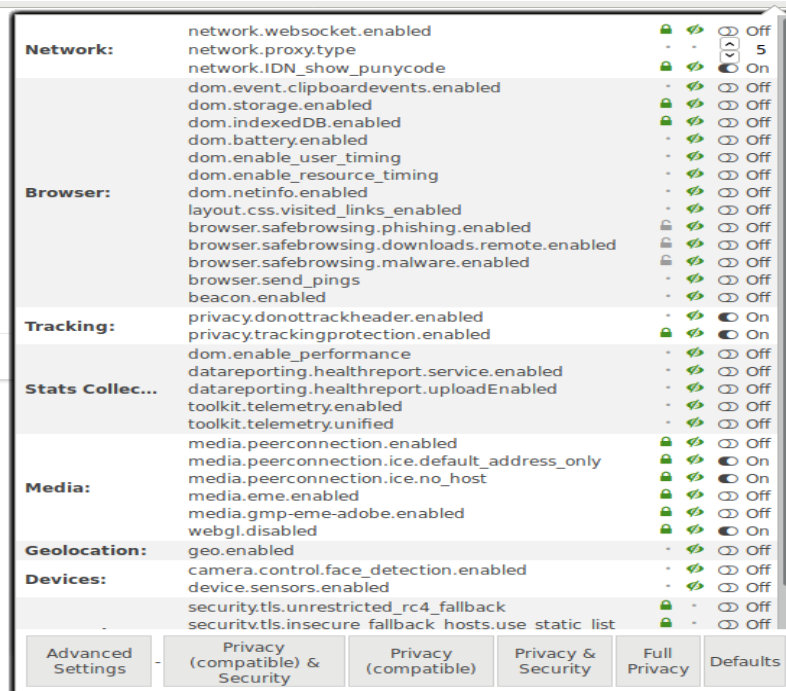 network.websocket.enabled Off
Network: network.proxy.type 5
network.IDN_show_punycode On
dom.event.clipboardevents.enabled Off
dom.storage.enabled Off
dom.indexedDB.enabled Off
dom.battery.enabled Off
dom.enable_user_timing Off
dom.enable_resource_timing Off
Browser: dom.netinfo.enabled Off
layout.css.visited_links_enabled Off
browser.safebrowsing.phishing.enabled Off
browser.safebrowsing.downloads.remote.enabled Off
browser.safebrowsing.malware.enabled Off
browser.send_pings Off
beacon.enabled Off
Tracking: privacy.donottrackheader.enabled On
privacy.trackingprotection.enabled On
dom.enable_performance Off
datareporting.healthreport.service.enabled Off
Stats Collec... datareporting.healthreport.uploadEnabled Off
toolkit.telemetry.enabled Off
toolkit.telemetry.unified Off
media.peerconnection.enabled Off
media.peerconnection.ice.default_address_only On
media.peerconnection.ice.no_host On
Media: media.eme.enabled Off
media.gmp-eme-adobe.enabled Off
webgl.disabled On
Geolocation: geo.enabled Off
Devices: camera.control.face_detection.enabled Off
device.sensors.enabled Off
security.tls.unrestricted_rc4_fallback Off
security.tls.insecure_fallback_hosts.use_static_list Off
Advanced Settings - Privacy (compatible) & Security Privacy (compatible) Privacy & Security Full Privacy Defaults